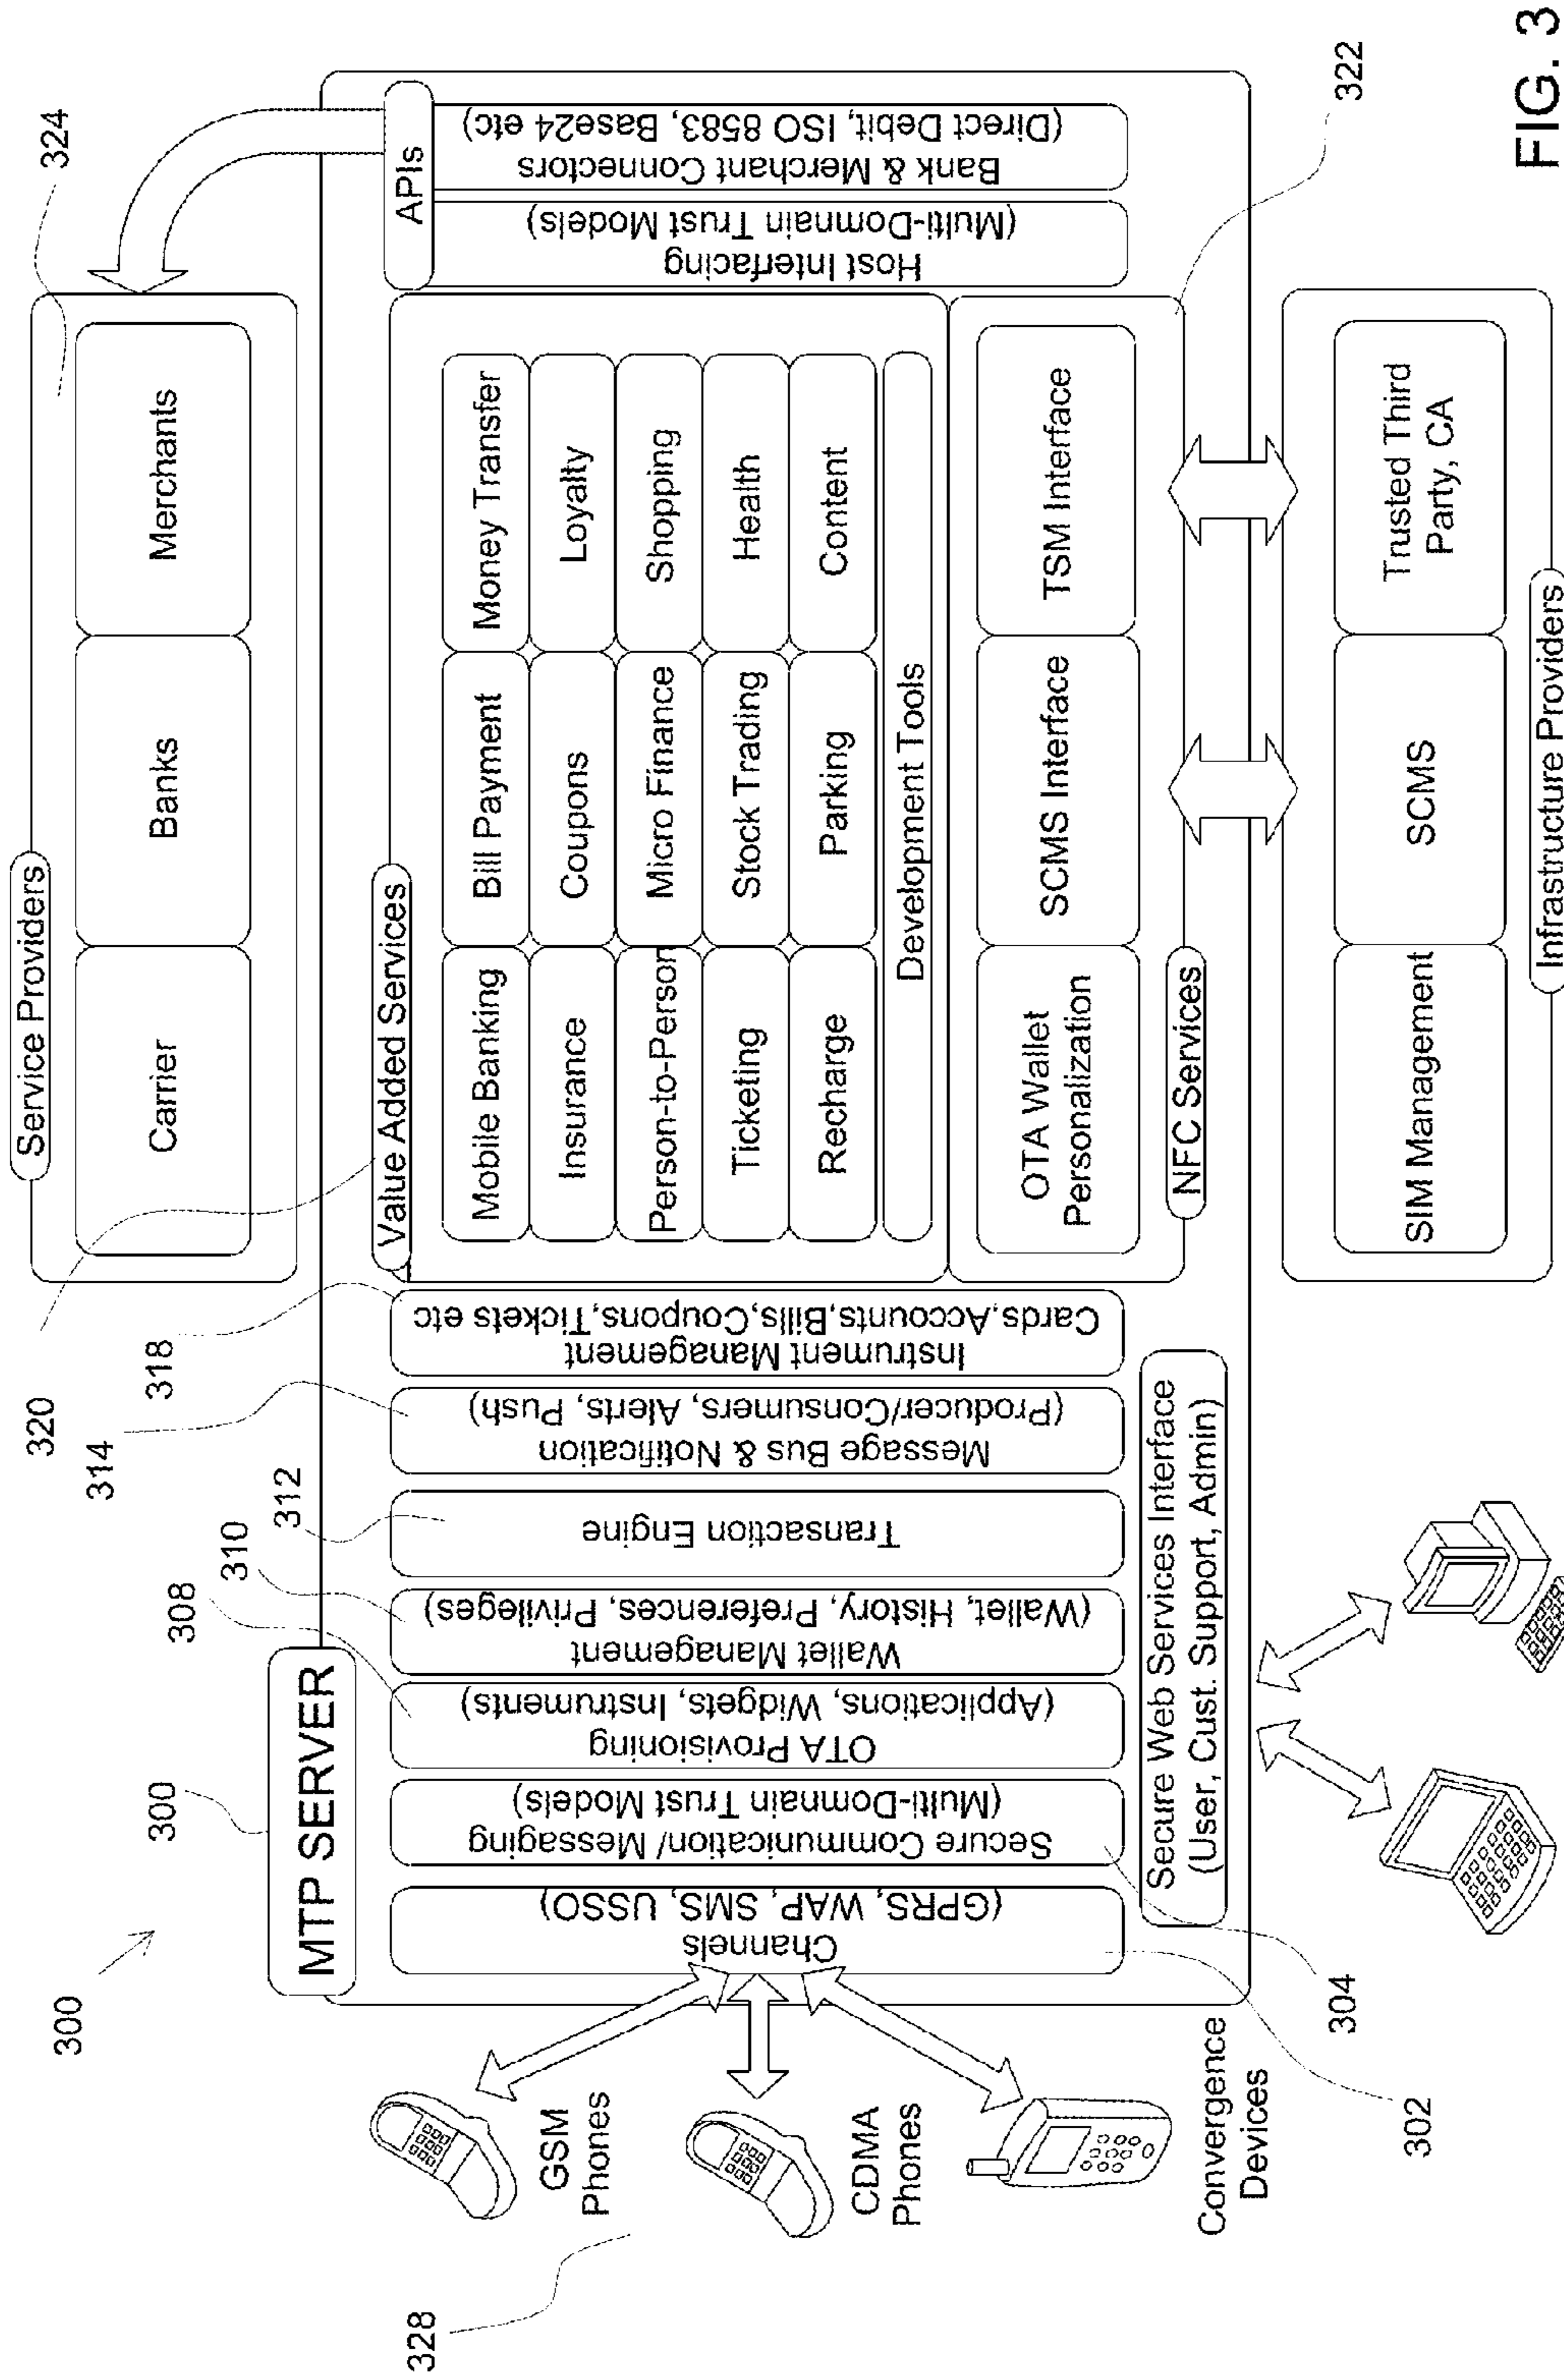 Service Providers
324
Carrier
Banks
Merchants
300
300
MTP SERVER
308
310
312
314
318
320
APIs
Channels
(GPRS, WAP, SMS, USSO)
Secure Communication/ Messaging
(Multi-Domnain Trust Models)
OTA Provisioning
(Applications, Widgets, Instruments)
Wallet Management
(Wallet, History, Preferences, Privileges)
Transaction Engine
Message Bus & Notification
(Producer/Consumers, Alerts, Push)
Instrument Management
Cards,Accounts,Bills,Coupons,Tickets etc
Value Added Services
Mobile Banking
Bill Payment
Money Transfer
Insurance
Coupons
Loyalty
Person-to-Person
Micro Finance
Shopping
Ticketing
Stock Trading
Health
Recharge
Parking
Content
Development Tools
Host Interfacing
(Multi-Domnain Trust Models)
Bank & Merchant Connectors
(Direct Debit, ISO 8583, Base24 etc)
OTA Wallet
Personalization
SCMS Interface
TSM Interface
NFC Services
322
Secure Web Services Interface
(User, Cust. Support, Admin)
GSM
Phones
328
CDMA
Phones
Convergence
Devices
302
304
SIM Management
SCMS
Trusted Third
Party, CA
Infrastructure Providers
FIG. 3